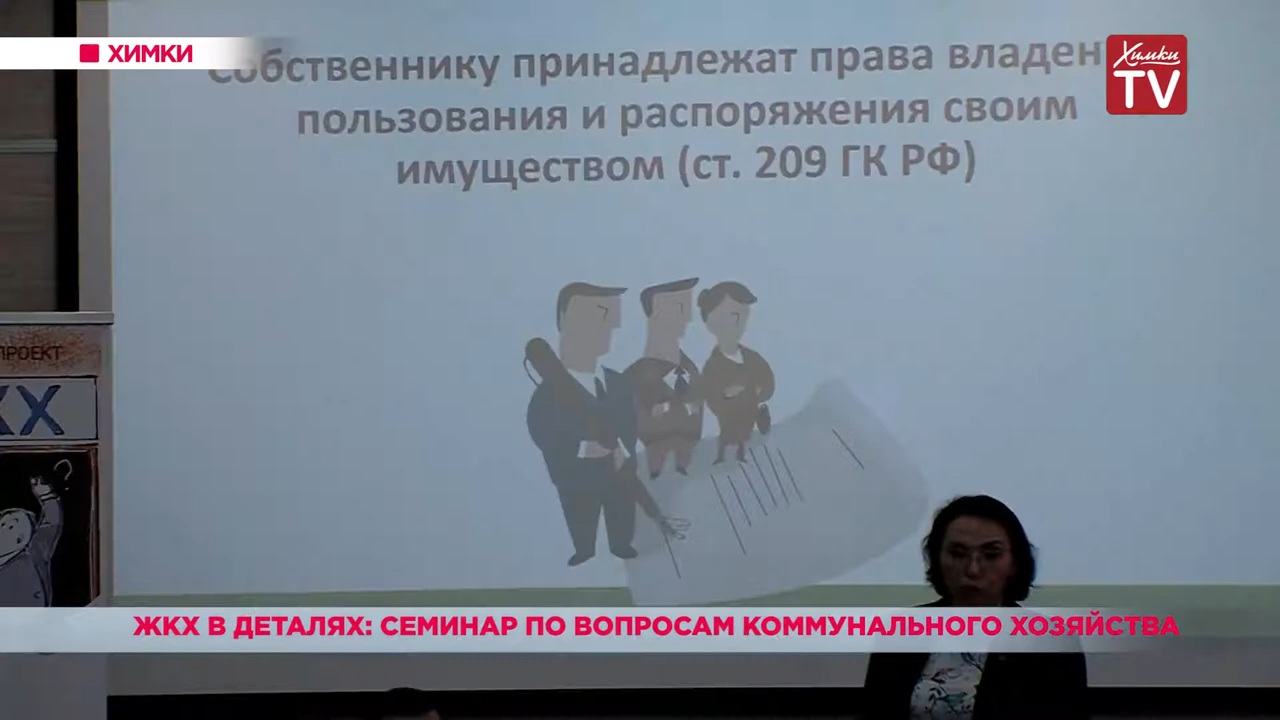 ХИМКИ
Собственнику принадлежат права владен
пользования и распоряжения своим
имуществом (ст. 209 ГК РФ)
Химки
TV
ПРОЕКТ
КХ
ЖКХ В ДЕТАЛЯХ: СЕМИНАР ПО ВОПРОСАМ КОММУНАЛЬНОГО ХОЗЯЙСТВА